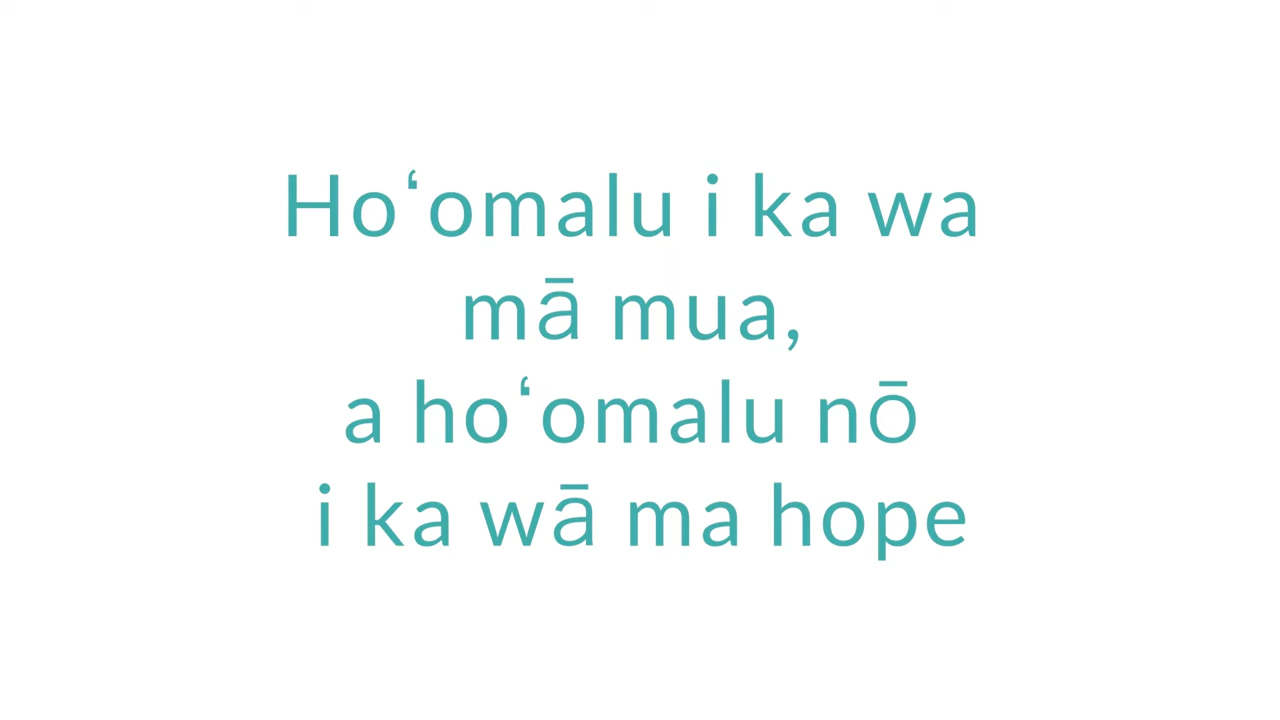 Hoʻomalu i ka wa
mā mua,
a hoʻomalu nō
i ka wā ma hope